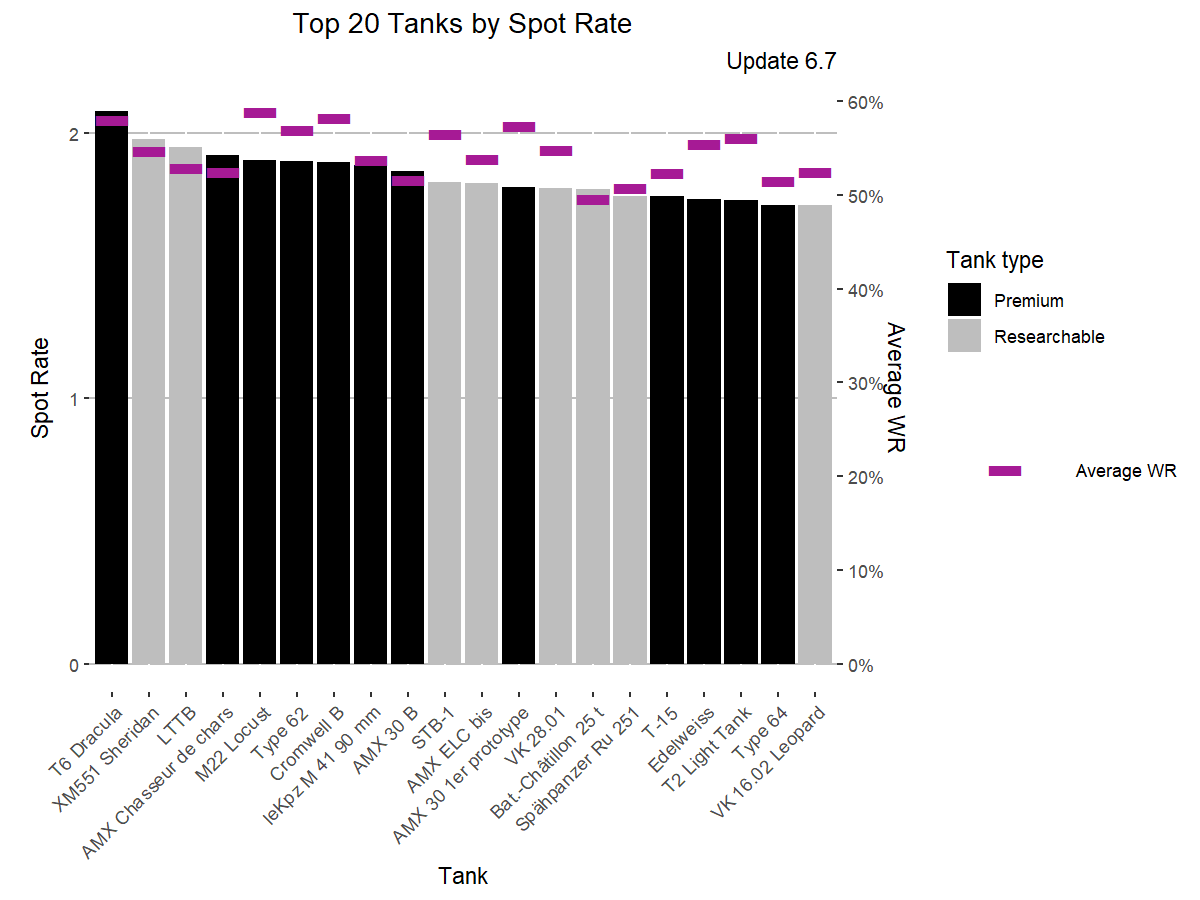 Top 20 Tanks by Spot Rate
Update 6.7
Spot Rate
2
1
0
60%
50%
40%
30%
20%
10%
0%
Average WR
T6 Dracula
XM551 Sheridan
LTTB
AMX Chasseur de chars
M22 Locust
Type 62
Cromwell B
leKpz M 41 90 mm
AMX 30 B
STB-1
AMX ELC bis
AMX 30 1er prototype
VK 28.01
Bat.-Châtillon 25 t
Spähpanzer Ru 251
T-15
Edelweiss
T2 Light Tank
Type 64
VK 16.02 Leopard
Tank
Tank type
Premium
Researchable
Average WR